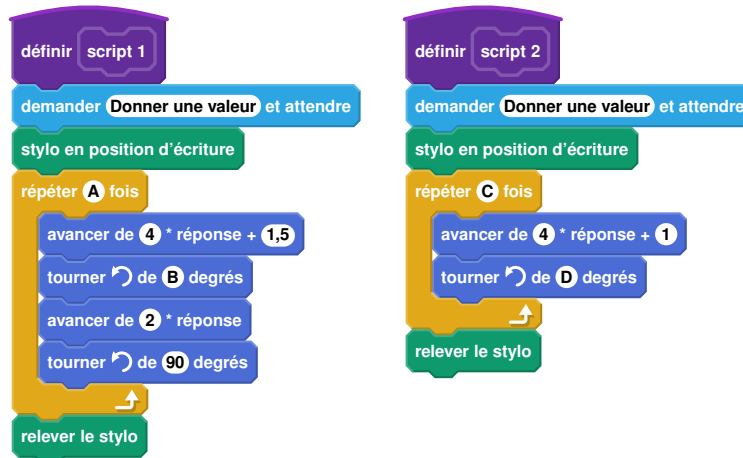 définir script 1
demander Donner une valeur et attendre
stylo en position d'écriture
répéter A fois
avancer de 4 * réponse + 1,5
tourner de B degrés
avancer de 2 * réponse
tourner de 90 degrés
relever le stylo
définir script 2
demander Donner une valeur et attendre
stylo en position d'écriture
répéter C fois
avancer de 4 * réponse + 1
tourner de D degrés
relever le stylo